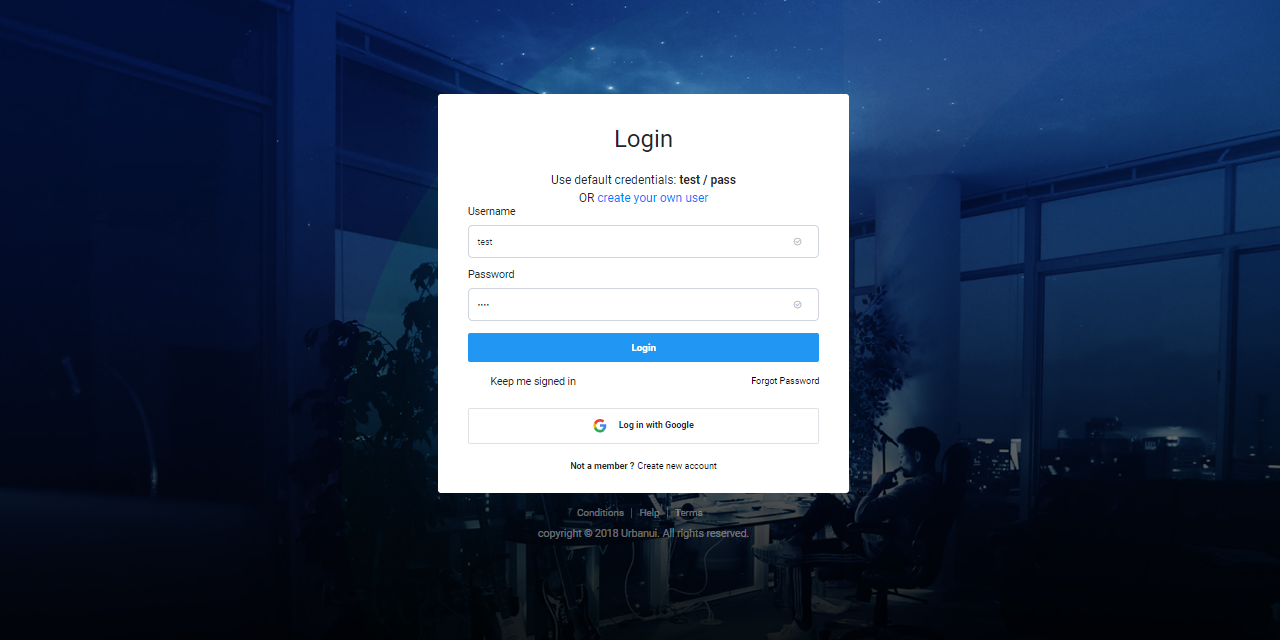 Login
Use default credentials: test / pass
OR create your own user
Username
test
Password
••••
Login
Keep me signed in
Forgot Password
Log in with Google
Not a member ? Create new account
Conditions | Help | Terms
copyright © 2018 Urbanui. All rights reserved.